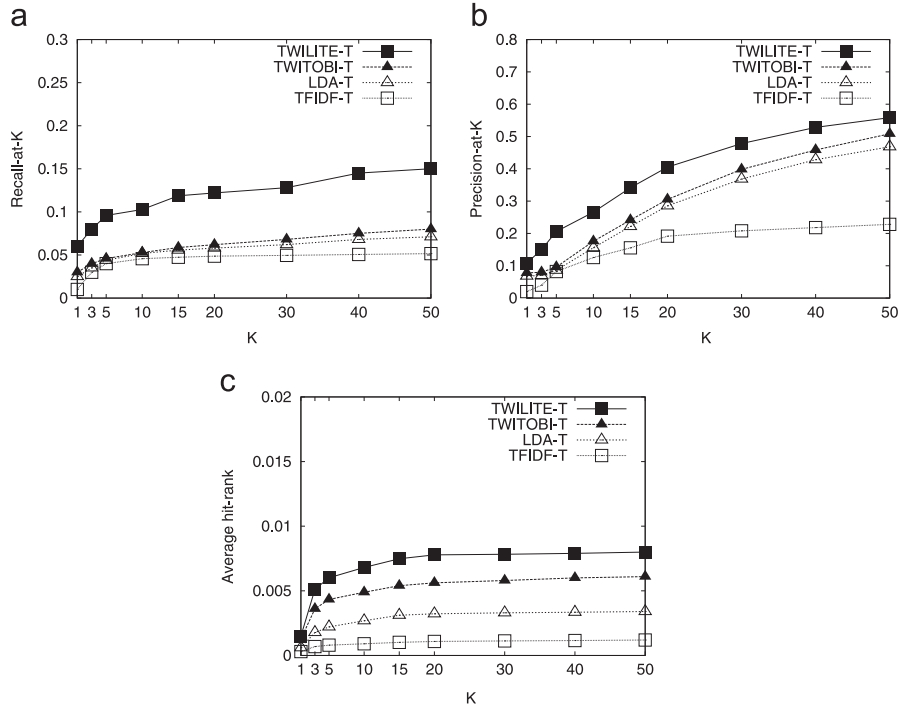 a
Recall-at-K
0.3
0.25
0.2
0.15
0.1
0.05
0
TWILITE-T
TWITOBI-T
LDA-T
TFIDF-T
1 3 5 10 15 20 30 40 50
K
b
Precision-at-K
0.8
0.7
0.6
0.5
0.4
0.3
0.2
0.1
0
TWILITE-T
TWITOBI-T
LDA-T
TFIDF-T
1 3 5 10 15 20 30 40 50
K
c
Average hit-rank
0.02
0.015
0.01
0.005
0
TWILITE-T
TWITOBI-T
LDA-T
TFIDF-T
1 3 5 10 15 20 30 40 50
K